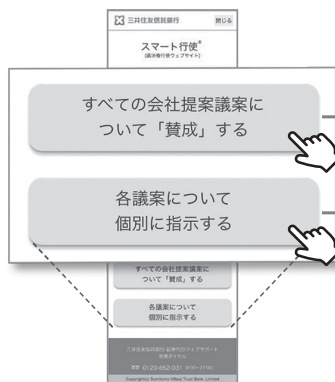 三井住友信託銀行
閉じる
スマート行使®
(議決権行使ウェブサイト)
すべての会社提案議案に
ついて「賛成」する
各議案について
個別に指示する
すべての会社提案議案に
ついて「賛成」する
各議案について
個別に指示する
三井住友信託銀行 証券代行ウェブサポート
専用ダイヤル
0120-652-031
Copyright(c) Sumitomo Mitsui Trust Bank, Limited